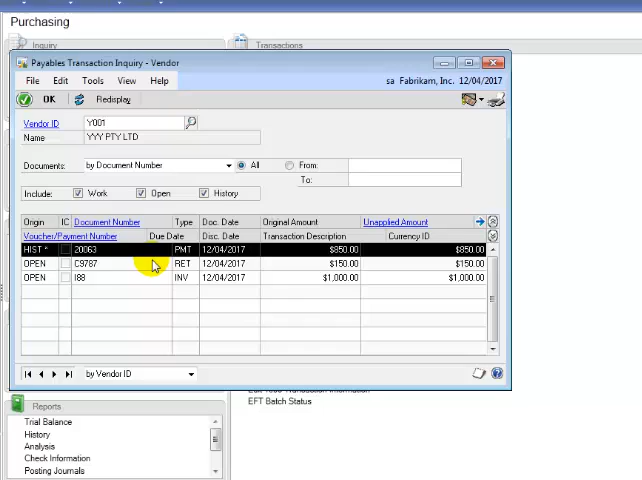 Purchasing
Inquiry
Transactions
Payables Transaction Inquiry - Vendor
File Edit Tools View Help
sa Fabrikam, Inc. 12/04/2017
OK Redisplay
Vendor ID Y001
Name YYY PTY LTD
Documents: by Document Number All From:
To:
Include: Work Open History
Origin IC Document Number Type Doc. Date Original Amount Unapplied Amount
Voucher/Payment Number Due Date Disc. Date Transaction Description Currency ID
HIST * 20063 PMT 12/04/2017 $850.00 $850.00
OPEN C9787 RET 12/04/2017 $150.00 $150.00
OPEN I88 INV 12/04/2017 $1,000.00 $1,000.00
by Vendor ID
EFT Batch Status
Reports
Trial Balance
History
Analysis
Check Information
Posting Journals